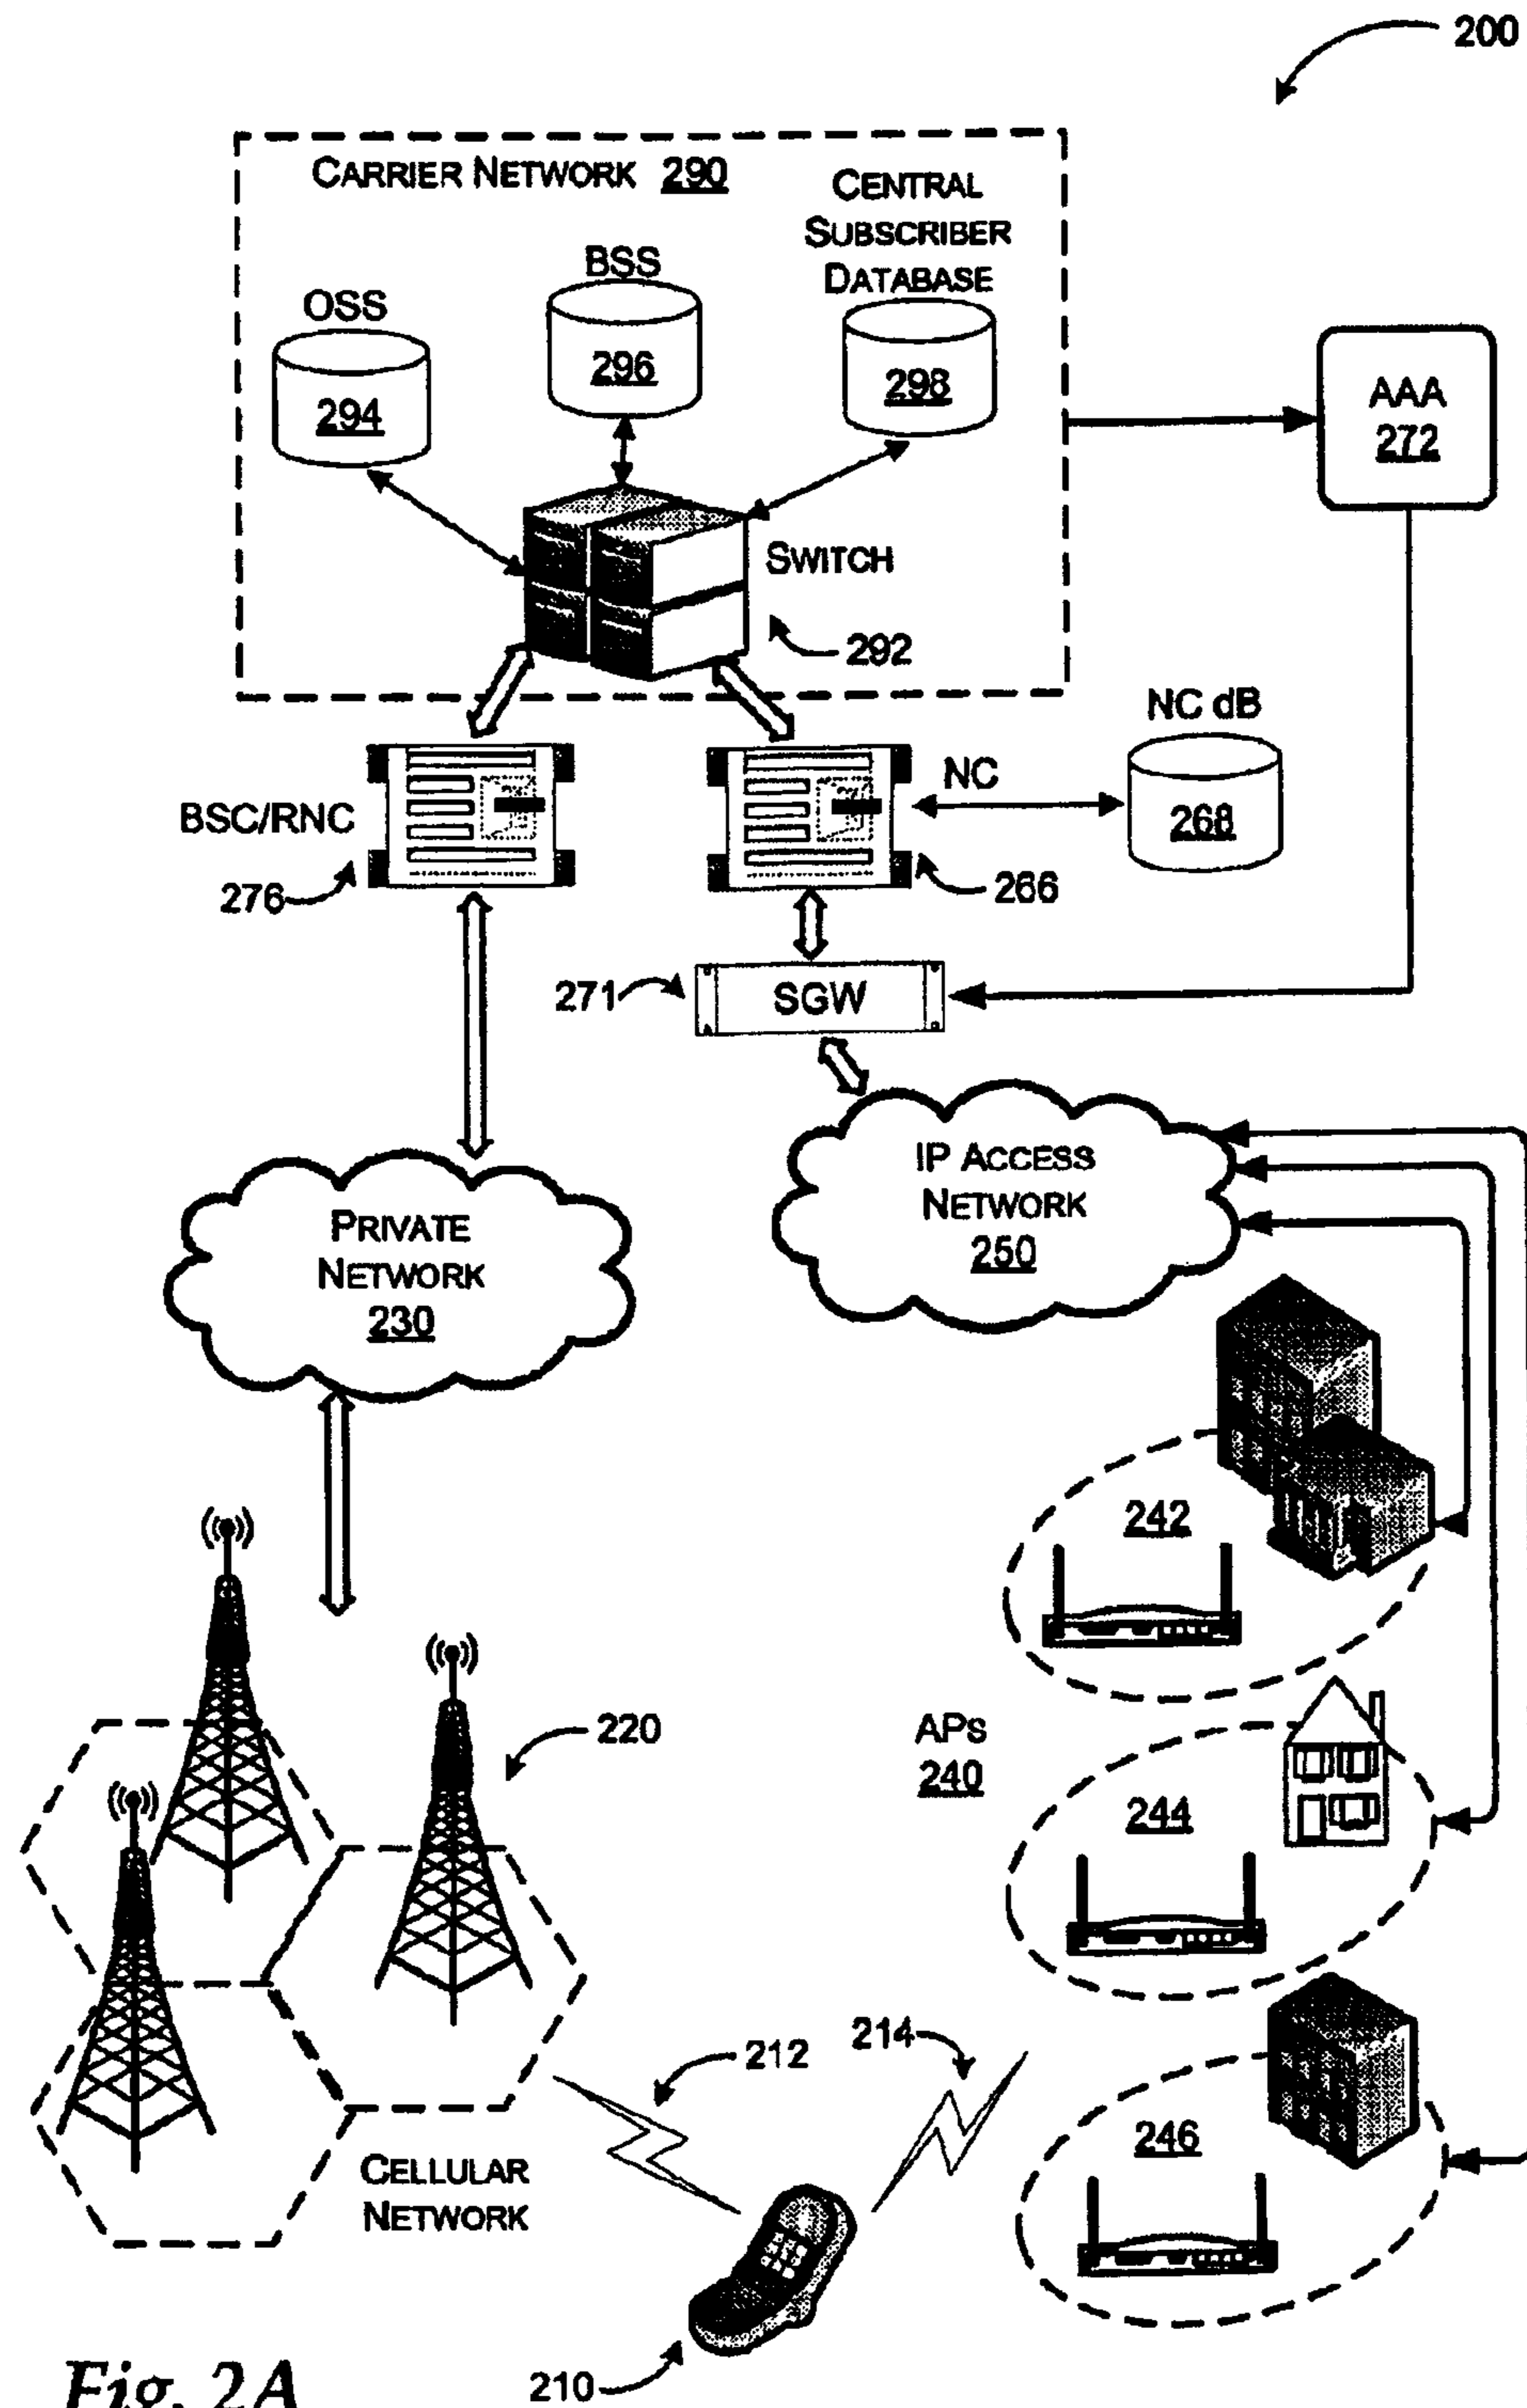 200
CARRIER NETWORK 290
CENTRAL
SUBSCRIBER
DATABASE
BSS
OSS
296
298
294
AAA
272
SWITCH
292
NC dB
NC
268
BSC/RNC
276
266
271
SGW
IP ACCESS
NETWORK
250
PRIVATE
NETWORK
230
242
220
APs
240
244
212
214
246
CELLULAR
NETWORK
210
Fig. 2A